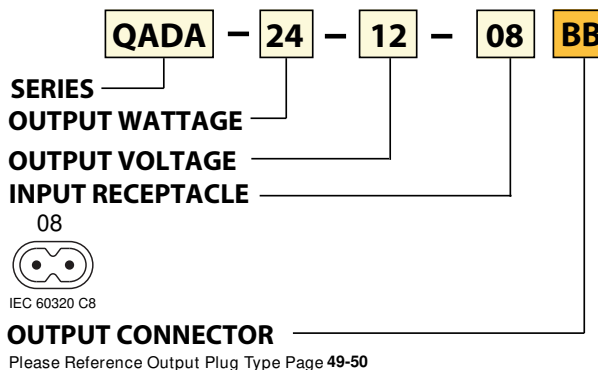 QADA – 24 – 12 – 08 BB
SERIES
OUTPUT WATTAGE
OUTPUT VOLTAGE
INPUT RECEPTACLE
08
IEC 60320 C8
OUTPUT CONNECTOR
Please Reference Output Plug Type Page 49-50